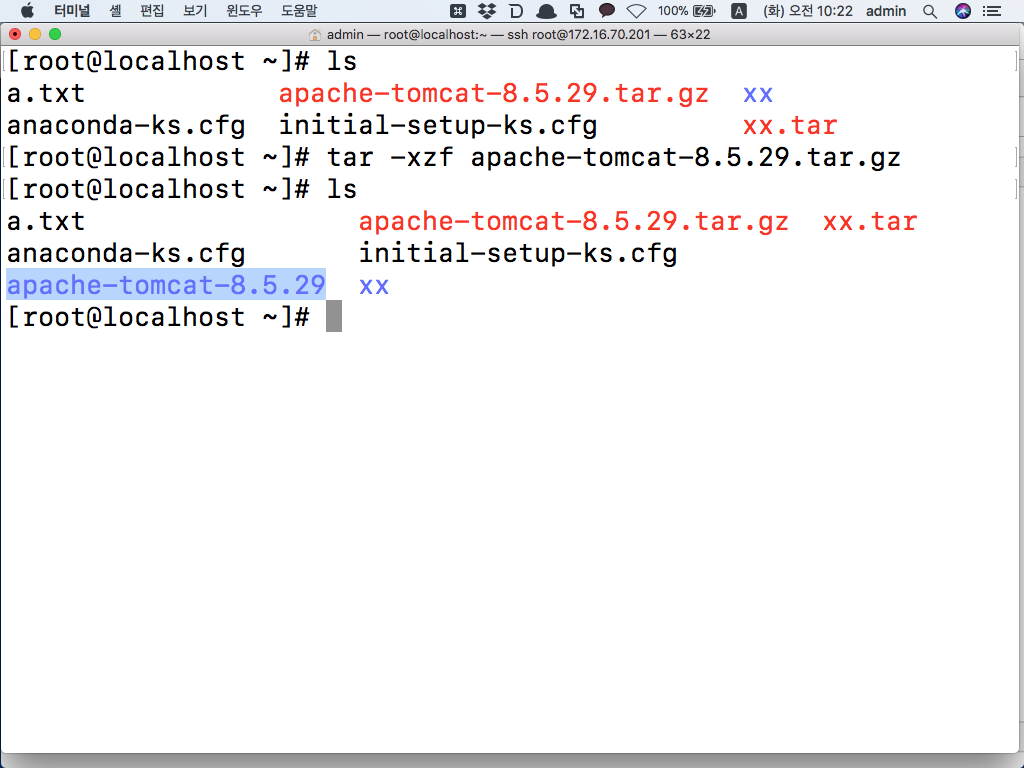 터미널 셸 편집 보기 윈도우 도움말 100% A (화) 오전 10:22 admin
admin — root@localhost:~ — ssh root@172.16.70.201 — 63×22
[root@localhost ~]# ls
a.txt apache-tomcat-8.5.29.tar.gz xx
anaconda-ks.cfg initial-setup-ks.cfg xx.tar
[root@localhost ~]# tar -xzf apache-tomcat-8.5.29.tar.gz
[root@localhost ~]# ls
a.txt apache-tomcat-8.5.29.tar.gz xx.tar
anaconda-ks.cfg initial-setup-ks.cfg
apache-tomcat-8.5.29 xx
[root@localhost ~]#